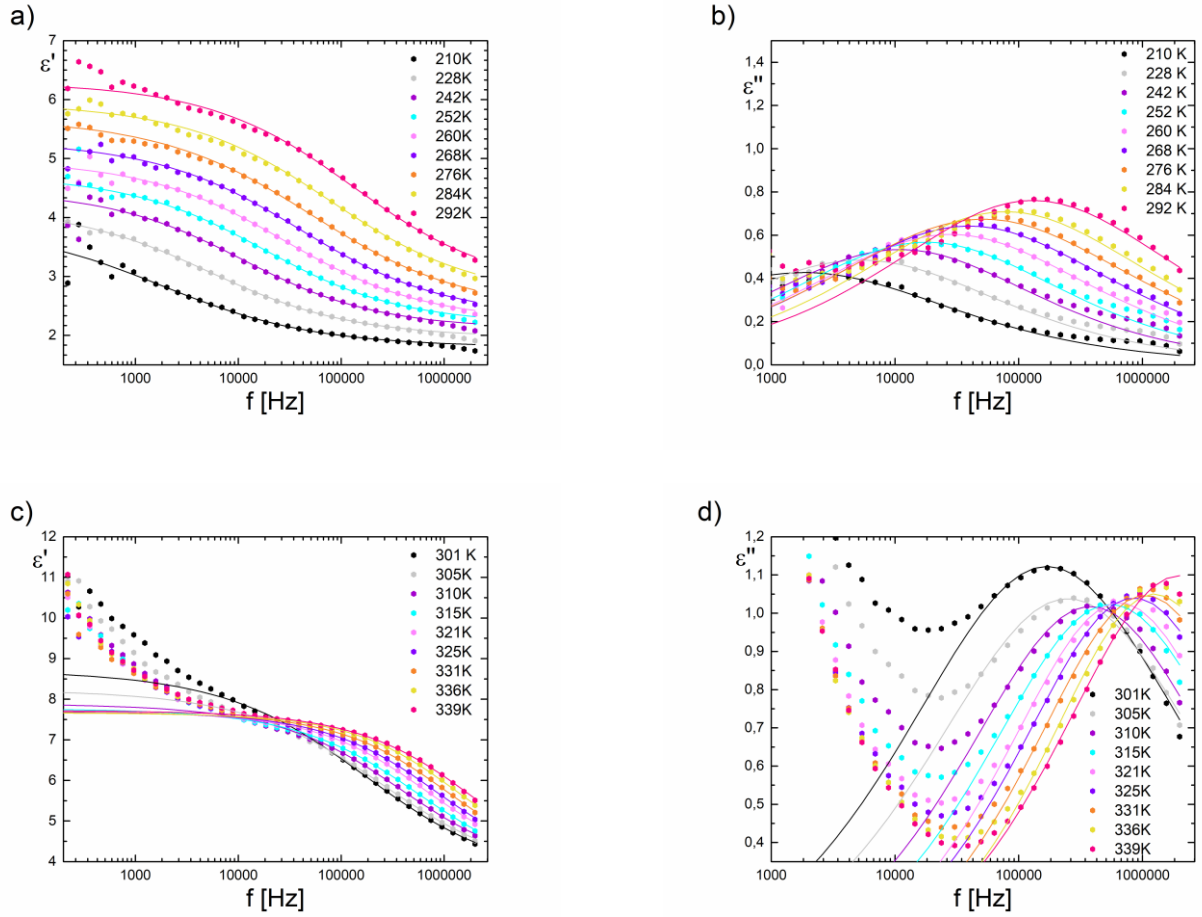 a)
ε'
7
6
5
4
3
2
1000 10000 100000 1000000
f [Hz]
210K
228K
242K
252K
260K
268K
276K
284K
292K
b)
ε"
1,4
1,2
1,0
0,8
0,6
0,4
0,2
0,0
1000 10000 100000 1000000
f [Hz]
210 K
228 K
242 K
252 K
260 K
268 K
276 K
284 K
292 K
c)
ε'
12
11
10
9
8
7
6
5
4
1000 10000 100000 1000000
f [Hz]
301 K
305K
310K
315K
321K
325K
331K
336K
339K
d)
ε"
1,2
1,1
1,0
0,9
0,8
0,7
0,6
0,5
0,4
1000 10000 100000 1000000
f [Hz]
301K
305K
310K
315K
321K
325K
331K
336K
339K